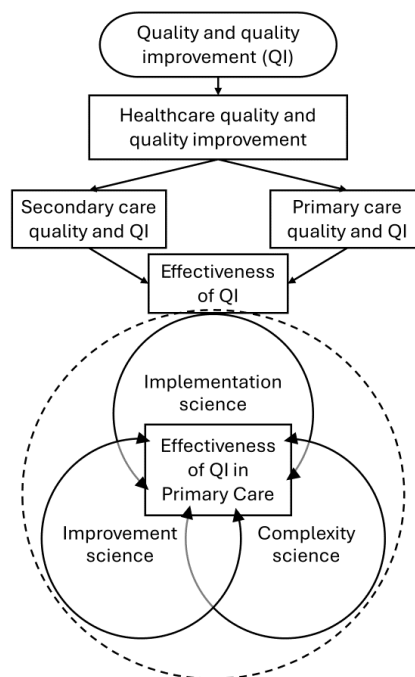 Quality and quality
improvement (QI)
Healthcare quality and
quality improvement
Secondary care
quality and QI
Primary care
quality and QI
Effectiveness
of QI
Implementation
science
Effectiveness
of QI in
Primary Care
Improvement
science
Complexity
science